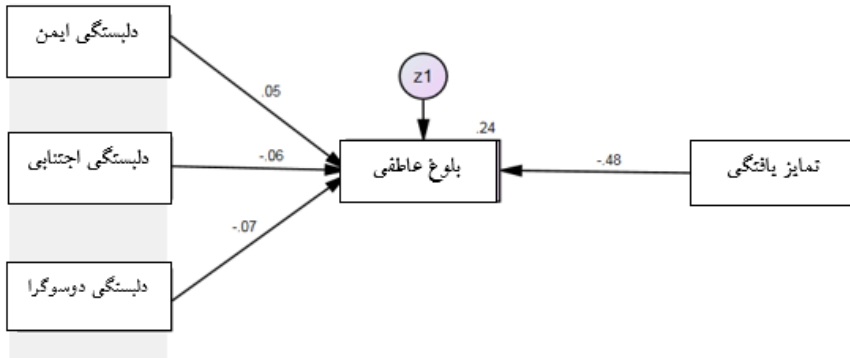 دلبستگی ایمن
.05
z1
.24
دلبستگی اجتنابی
-.06
بلوغ عاطفی
-.48
تمایز یافتگی
-.07
دلبستگی دوسوگرا